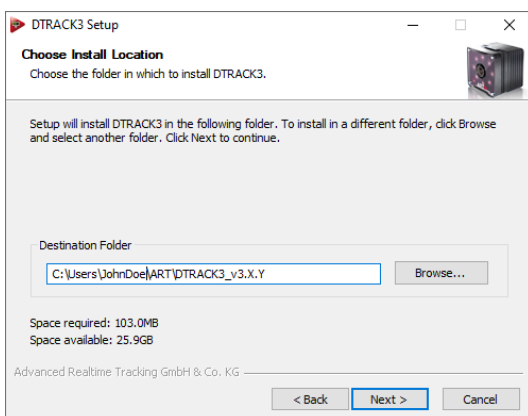 DTRACK3 Setup
Choose Install Location
Choose the folder in which to install DTRACK3.
Setup will install DTRACK3 in the following folder. To install in a different folder, click Browse
and select another folder. Click Next to continue.
Destination Folder
C:\Users\JohnDoe\ART\DTRACK3_v3.X.Y
Browse...
Space required: 103.0MB
Space available: 25.9GB
Advanced Realtime Tracking GmbH & Co. KG
< Back
Next >
Cancel